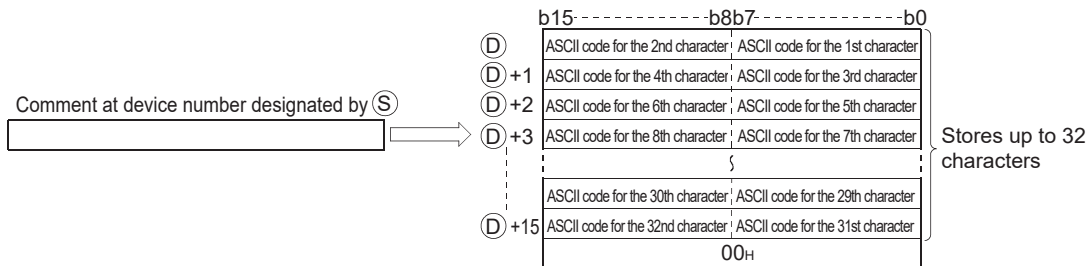 b15 b8 b7 b0
Ⓓ ASCII code for the 2nd character ASCII code for the 1st character
Ⓓ +1 ASCII code for the 4th character ASCII code for the 3rd character
Comment at device number designated by Ⓢ
Ⓓ +2 ASCII code for the 6th character ASCII code for the 5th character
Ⓓ +3 ASCII code for the 8th character ASCII code for the 7th character
Stores up to 32
characters
ASCII code for the 30th character ASCII code for the 29th character
Ⓓ +15 ASCII code for the 32nd character ASCII code for the 31st character
00H